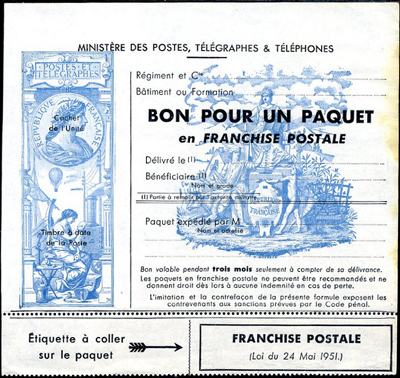 MINISTÈRE DES POSTES, TÉLÉGRAPHES & TÉLÉPHONES
POSTES ET
TÉLÉGRAPHES
RÉPUBLIQUE FRANÇAISE
Cachet
de l'Unité
Timbre à date
de la Poste
Régiment et Cie
Bâtiment ou Formation
BON POUR UN PAQUET
en FRANCHISE POSTALE
Délivré le (1)
Bénéficiaire (1)
Nom et grade
(1) Partie à remplir par l'autorité militaire
Paquet expédié par M
Nom et adresse
FRANÇAISE
Bon valable pendant trois mois seulement à compter de sa délivrance.
Les paquets en franchise postale ne peuvent être recommandés et ne
donnent droit dès lors à aucune indemnité en cas de perte.
L'imitation et la contrefaçon de la présente formule exposent les
contrevenants aux sanctions prévues par le Code pénal.
Étiquette à coller
sur le paquet
FRANCHISE POSTALE
(Loi du 24 Mai 1951.)